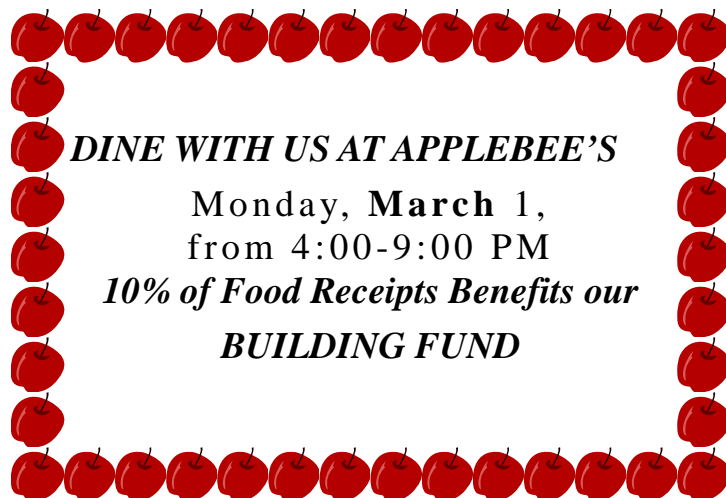 DINE WITH US AT APPLEBEE’S
Monday, March 1,
from 4:00-9:00 PM
10% of Food Receipts Benefits our
BUILDING FUND